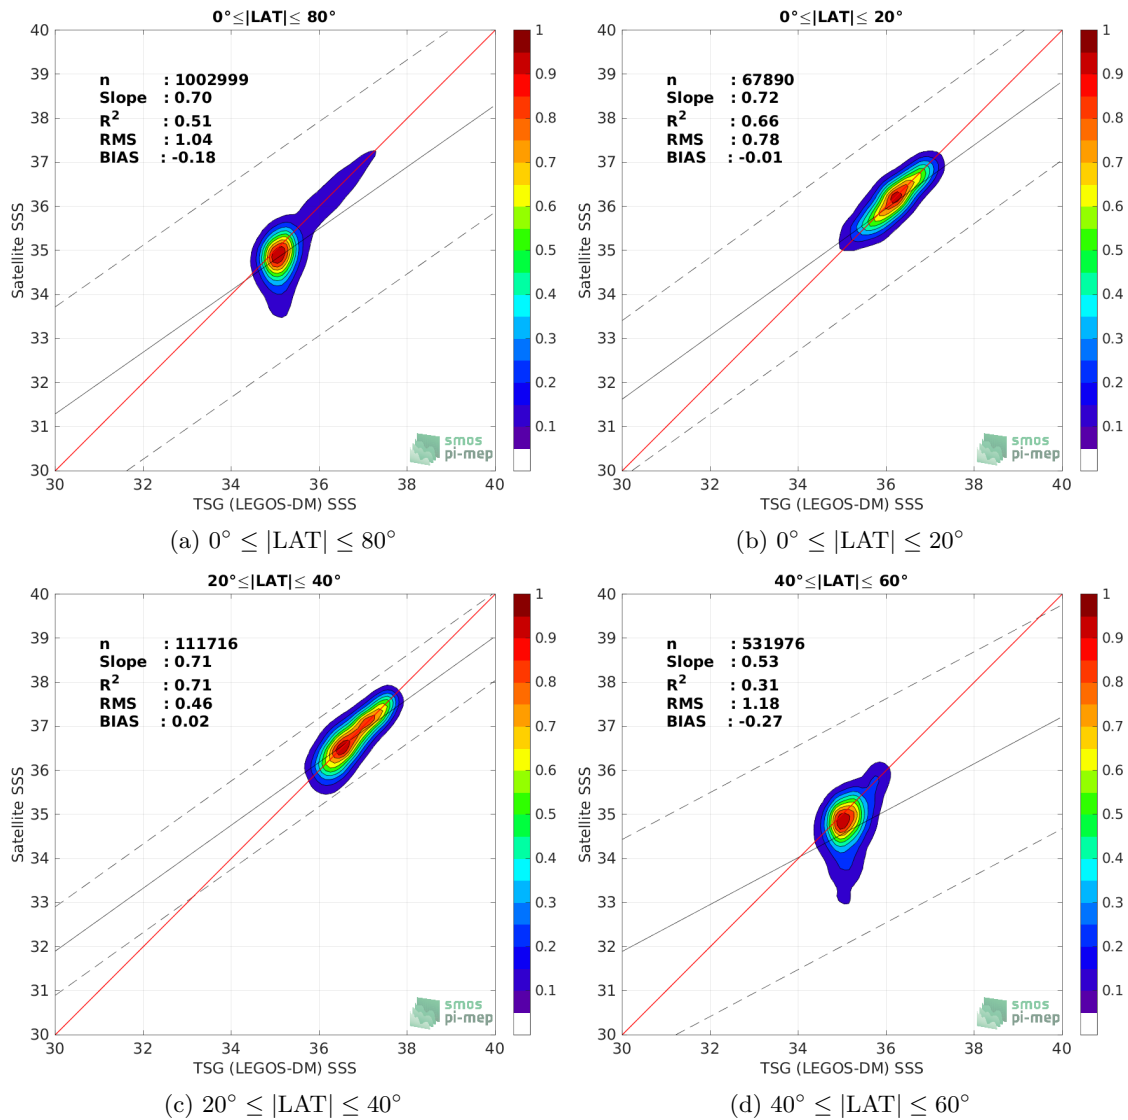 0°≤|LAT|≤ 80°
40
39
38
37
36
35
34
33
32
31
30
Satellite SSS
n : 1002999
Slope : 0.70
R² : 0.51
RMS : 1.04
BIAS : -0.18
smos
pi-mep
30 32 34 36 38 40
TSG (LEGOS-DM) SSS
1
0.9
0.8
0.7
0.6
0.5
0.4
0.3
0.2
0.1
(a) 0° ≤ |LAT| ≤ 80°
0°≤|LAT|≤ 20°
40
39
38
37
36
35
34
33
32
31
30
Satellite SSS
n : 67890
Slope : 0.72
R² : 0.66
RMS : 0.78
BIAS : -0.01
smos
pi-mep
30 32 34 36 38 40
TSG (LEGOS-DM) SSS
1
0.9
0.8
0.7
0.6
0.5
0.4
0.3
0.2
0.1
(b) 0° ≤ |LAT| ≤ 20°
20°≤|LAT|≤ 40°
40
39
38
37
36
35
34
33
32
31
30
Satellite SSS
n : 111716
Slope : 0.71
R² : 0.71
RMS : 0.46
BIAS : 0.02
smos
pi-mep
30 32 34 36 38 40
TSG (LEGOS-DM) SSS
1
0.9
0.8
0.7
0.6
0.5
0.4
0.3
0.2
0.1
(c) 20° ≤ |LAT| ≤ 40°
40°≤|LAT|≤ 60°
40
39
38
37
36
35
34
33
32
31
30
Satellite SSS
n : 531976
Slope : 0.53
R² : 0.31
RMS : 1.18
BIAS : -0.27
smos
pi-mep
30 32 34 36 38 40
TSG (LEGOS-DM) SSS
1
0.9
0.8
0.7
0.6
0.5
0.4
0.3
0.2
0.1
(d) 40° ≤ |LAT| ≤ 60°